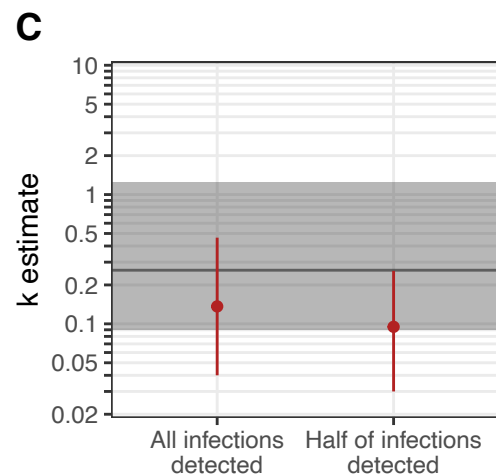 C
10
5
2
1
0.5
0.2
0.1
0.05
0.02
k estimate
All infections
detected
Half of infections
detected